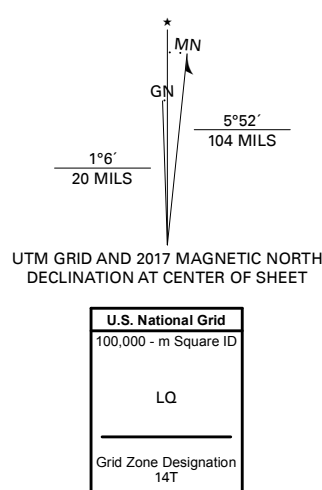 ★
MN
GN
5°52´
104 MILS
1°6´
20 MILS
UTM GRID AND 2017 MAGNETIC NORTH
DECLINATION AT CENTER OF SHEET
U.S. National Grid
100,000 - m Square ID
LQ
Grid Zone Designation
14T